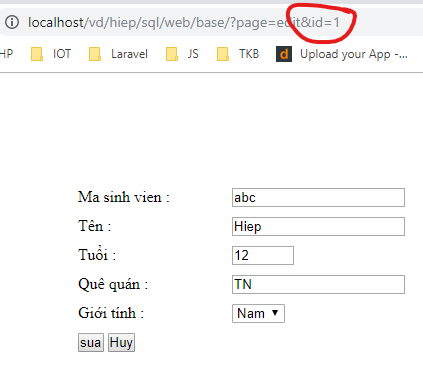 localhost/vd/hiep/sql/web/base/?page=edit&id=1
HP IOT Laravel JS TKB d Upload your App -...
Ma sinh vien : abc
Tên : Hiep
Tuổi : 12
Quê quán : TN
Giới tính : Nam
sua Huy